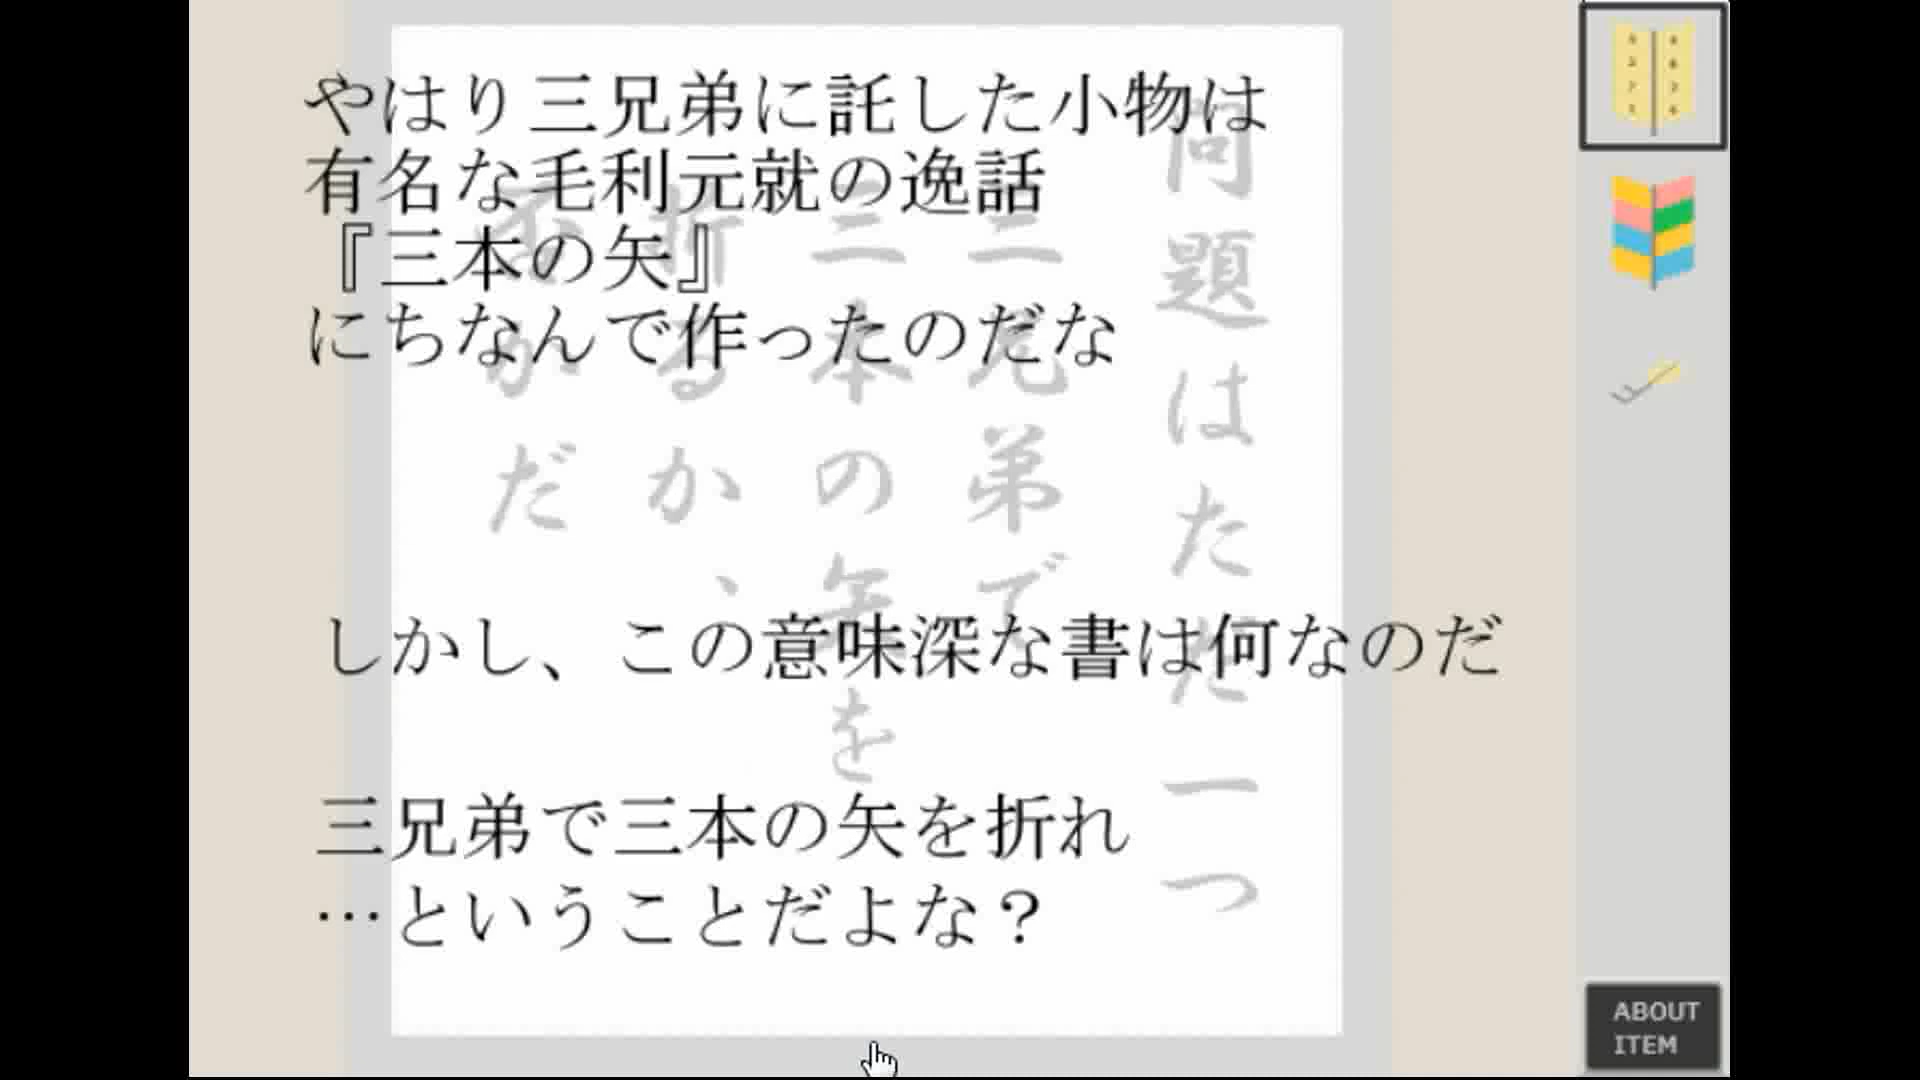 やはり三兄弟に託した小物は
有名な毛利元就の逸話
『三本の矢』
にちなんで作ったのだな
しかし、この意味深な書は何なのだ
三兄弟で三本の矢を折れ
…ということだよな？
問題はただ一つ
三兄弟で
三本の矢を
折るか、
否かだ
ABOUT
ITEM